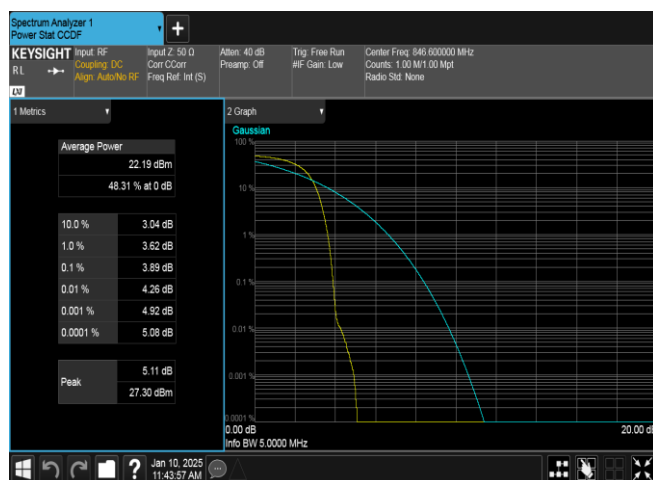 Spectrum Analyzer 1
Power Stat CCDF
+
KEYSIGHT
RL
LXI
Input: RF
Coupling: DC
Align: Auto/No RF
Input Z: 50 Ω
Corr CCorr
Freq Ref: Int (S)
Atten: 40 dB
Preamp: Off
Trig: Free Run
#IF Gain: Low
Center Freq: 846.600000 MHz
Counts: 1.00 M/1.00 Mpt
Radio Std: None
1 Metrics
Average Power
22.19 dBm
48.31 % at 0 dB
10.0 % 3.04 dB
1.0 % 3.62 dB
0.1 % 3.89 dB
0.01 % 4.26 dB
0.001 % 4.92 dB
0.0001 % 5.08 dB
Peak
5.11 dB
27.30 dBm
2 Graph
Gaussian
100 %
10 %
1 %
0.1 %
0.01 %
0.001 %
0.0001 %
0.00 dB
20.00 dB
Info BW 5.0000 MHz
?
Jan 10, 2025
11:43:57 AM